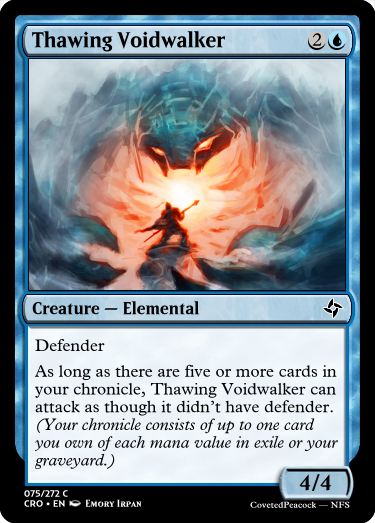 Thawing Voidwalker 2
Creature — Elemental
Defender
As long as there are five or more cards in
your chronicle, Thawing Voidwalker can
attack as though it didn't have defender.
(Your chronicle consists of up to one card
you own of each mana value in exile or your
graveyard.)
4/4
075/272 C
CRO • EN Emory Irpan
CovetedPeacock — NFS